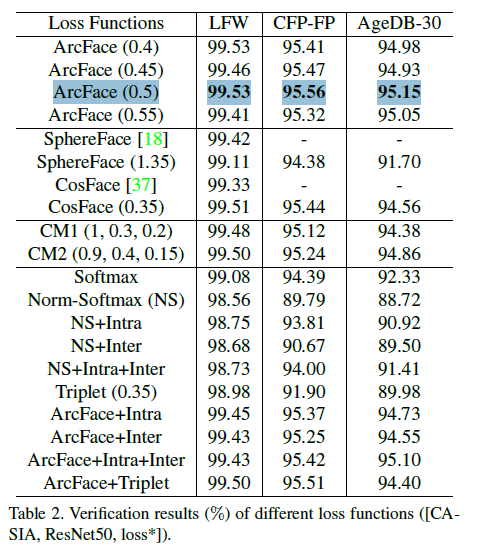 Loss Functions LFW CFP-FP AgeDB-30
ArcFace (0.4) 99.53 95.41 94.98
ArcFace (0.45) 99.46 95.47 94.93
ArcFace (0.5) 99.53 95.56 95.15
ArcFace (0.55) 99.41 95.32 95.05
SphereFace [18] 99.42 - -
SphereFace (1.35) 99.11 94.38 91.70
CosFace [37] 99.33 - -
CosFace (0.35) 99.51 95.44 94.56
CM1 (1, 0.3, 0.2) 99.48 95.12 94.38
CM2 (0.9, 0.4, 0.15) 99.50 95.24 94.86
Softmax 99.08 94.39 92.33
Norm-Softmax (NS) 98.56 89.79 88.72
NS+Intra 98.75 93.81 90.92
NS+Inter 98.68 90.67 89.50
NS+Intra+Inter 98.73 94.00 91.41
Triplet (0.35) 98.98 91.90 89.98
ArcFace+Intra 99.45 95.37 94.73
ArcFace+Inter 99.43 95.25 94.55
ArcFace+Intra+Inter 99.43 95.42 95.10
ArcFace+Triplet 99.50 95.51 94.40
Table 2. Verification results (%) of different loss functions ([CA-
SIA, ResNet50, loss*]).